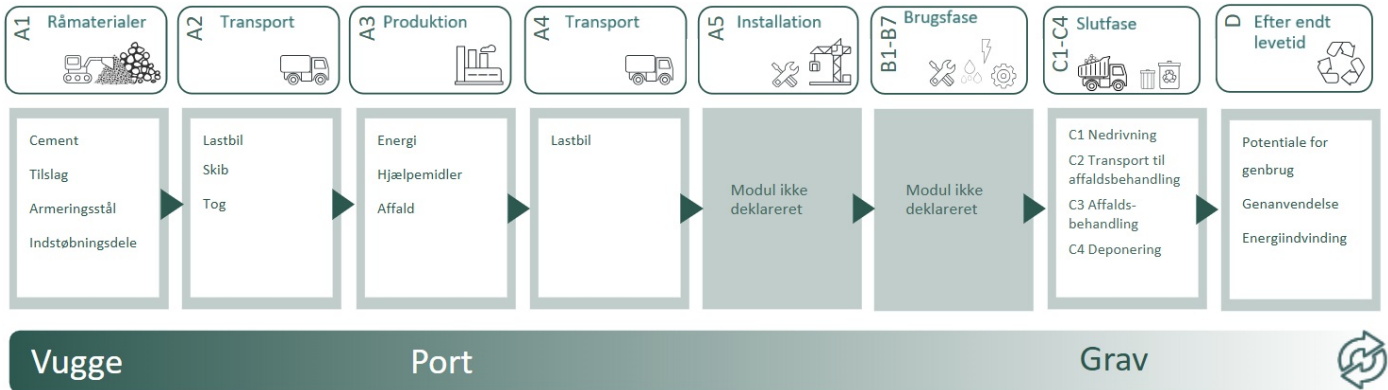 A1
Råmaterialer
A2
Transport
A3
Produktion
A4
Transport
A5
Installation
B1-B7
Brugsfase
C1-C4
Slutfase
D
Efter endt
levetid
Cement
Tilslag
Armeringsstål
Indstøbningsdele
Lastbil
Skib
Tog
Energi
Hjælpemidler
Affald
Lastbil
Modul ikke
deklareret
Modul ikke
deklareret
C1 Nedrivning
C2 Transport til
affaldsbehandling
C3 Affalds-
behandling
C4 Deponering
Potentiale for
genbrug
Genanvendelse
Energiindvinding
Vugge
Port
Grav